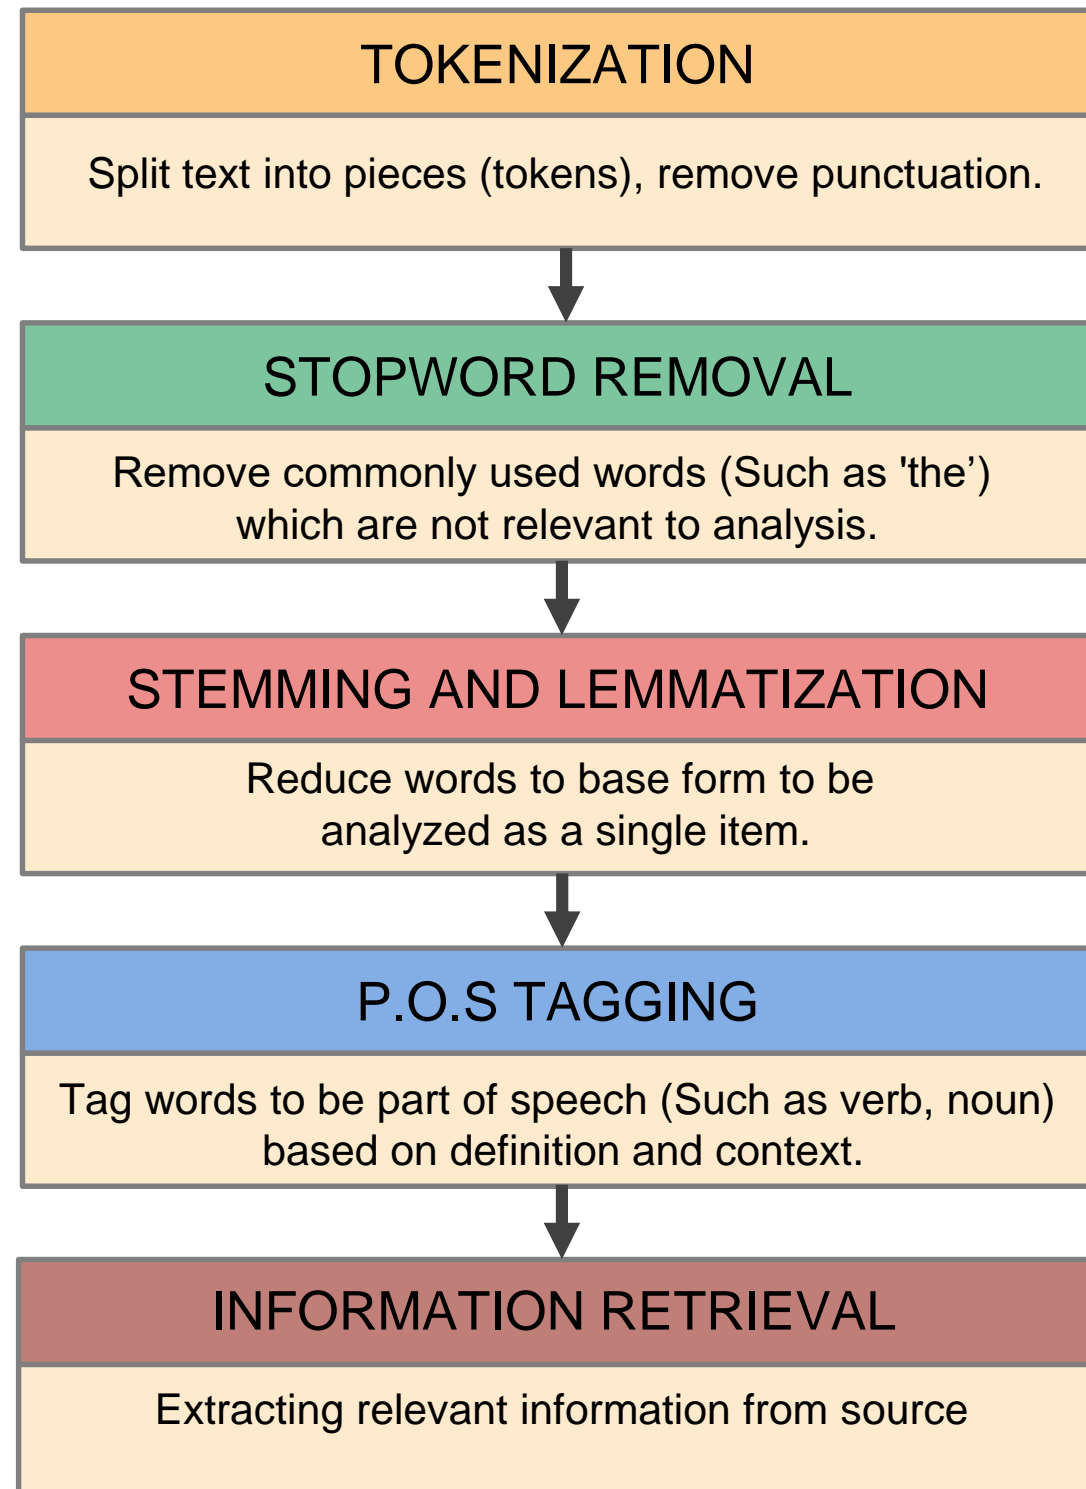 TOKENIZATION
Split text into pieces (tokens), remove punctuation.
STOPWORD REMOVAL
Remove commonly used words (Such as 'the’)
which are not relevant to analysis.
STEMMING AND LEMMATIZATION
Reduce words to base form to be
analyzed as a single item.
P.O.S TAGGING
Tag words to be part of speech (Such as verb, noun)
based on definition and context.
INFORMATION RETRIEVAL
Extracting relevant information from source